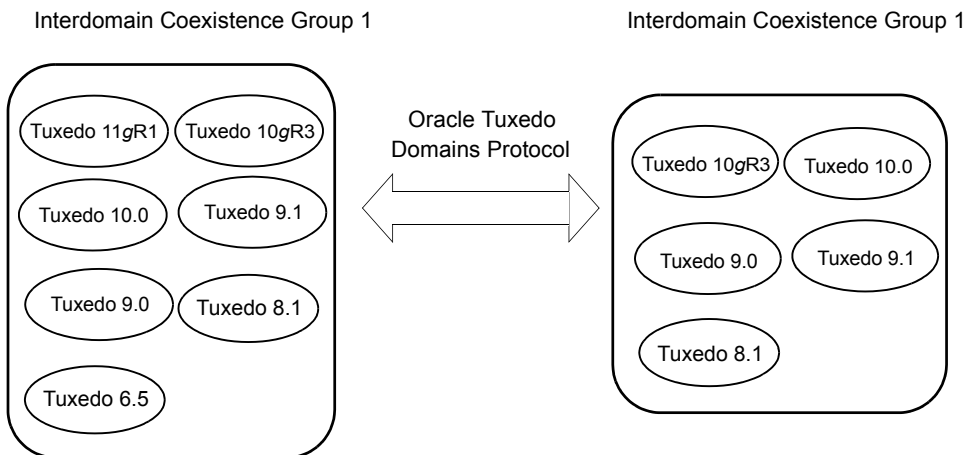 Interdomain Coexistence Group 1
Interdomain Coexistence Group 1
Tuxedo 11gR1
Tuxedo 10gR3
Tuxedo 10.0
Tuxedo 9.1
Tuxedo 9.0
Tuxedo 8.1
Tuxedo 6.5
Oracle Tuxedo
Domains Protocol
Tuxedo 10gR3
Tuxedo 10.0
Tuxedo 9.0
Tuxedo 9.1
Tuxedo 8.1